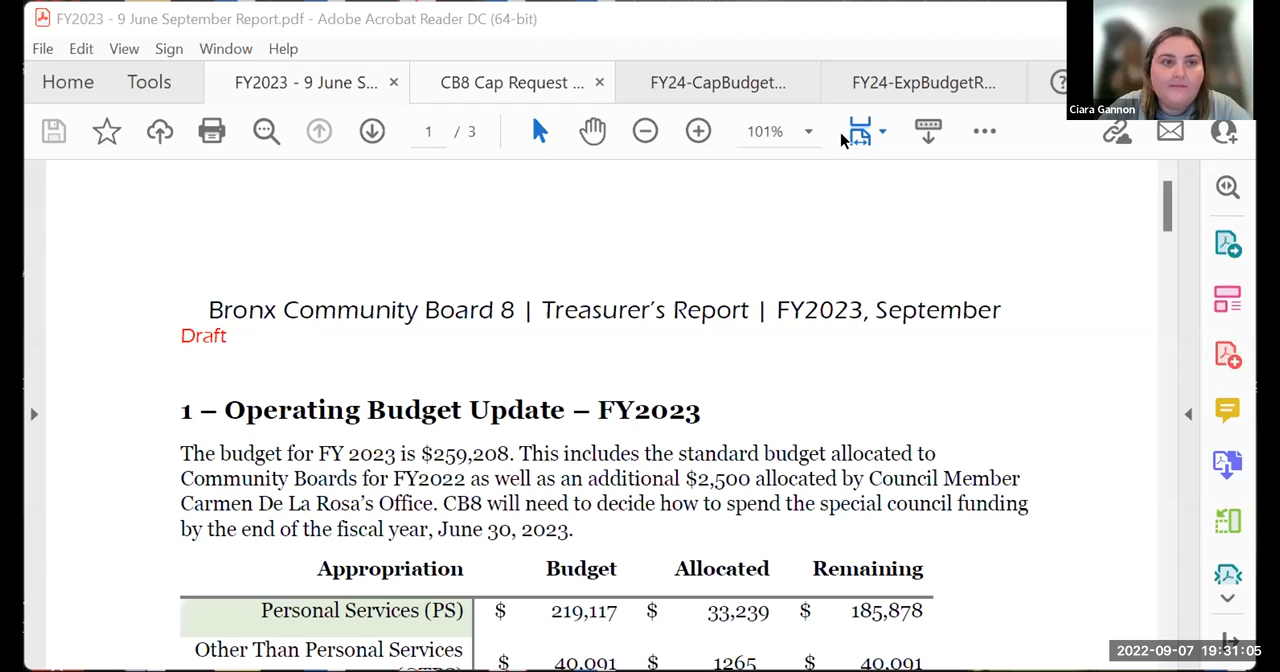 FY2023 - 9 June September Report.pdf - Adobe Acrobat Reader DC (64-bit)
File Edit View Sign Window Help
Home Tools FY2023 - 9 June S... × CB8 Cap Request ... × FY24-CapBudget... FY24-ExpBudgetR...
Ciara Gannon
1 / 3 101%
Bronx Community Board 8 | Treasurer's Report | FY2023, September
Draft
1 – Operating Budget Update – FY2023
The budget for FY 2023 is $259,208. This includes the standard budget allocated to
Community Boards for FY2022 as well as an additional $2,500 allocated by Council Member
Carmen De La Rosa's Office. CB8 will need to decide how to spend the special council funding
by the end of the fiscal year, June 30, 2023.
Appropriation Budget Allocated Remaining
Personal Services (PS) $ 219,117 $ 33,239 $ 185,878
Other Than Personal Services
$ 40,091 $ 1265 $ 40,091
2022-09-07 19:31:05